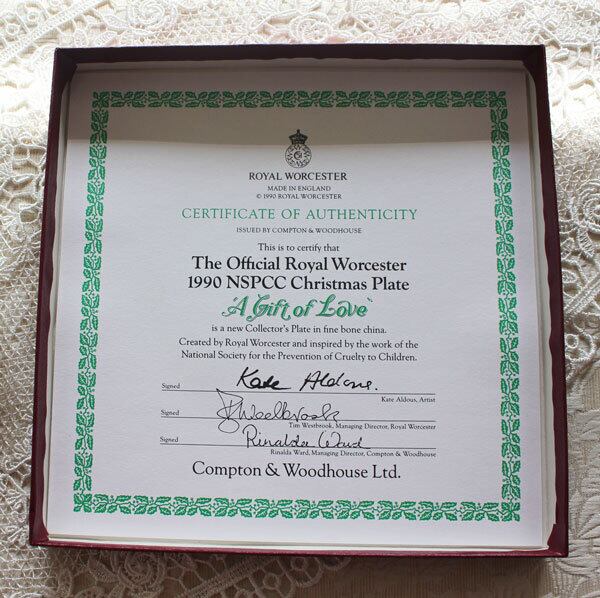 ROYAL WORCESTER
MADE IN ENGLAND
© 1990 ROYAL WORCESTER
CERTIFICATE OF AUTHENTICITY
ISSUED BY COMPTON & WOODHOUSE
This is to certify that
The Official Royal Worcester
1990 NSPCC Christmas Plate
"A Gift of Love"
is a new Collector's Plate in fine bone china.
Created by Royal Worcester and inspired by the work of the
National Society for the Prevention of Cruelty to Children.
Signed Kate Aldous.
Kate Aldous, Artist
Signed T Westbrook
Tim Westbrook, Managing Director, Royal Worcester
Signed Rinalda Ward
Rinalda Ward, Managing Director, Compton & Woodhouse
Compton & Woodhouse Ltd.